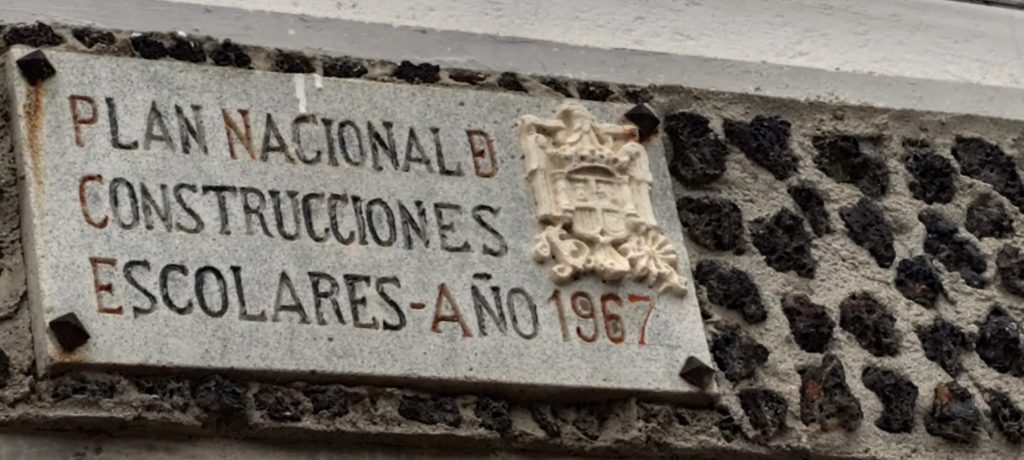 PLAN NACIONAL Đ
CONSTRUCCIONES
ESCOLARES-AÑO 1967